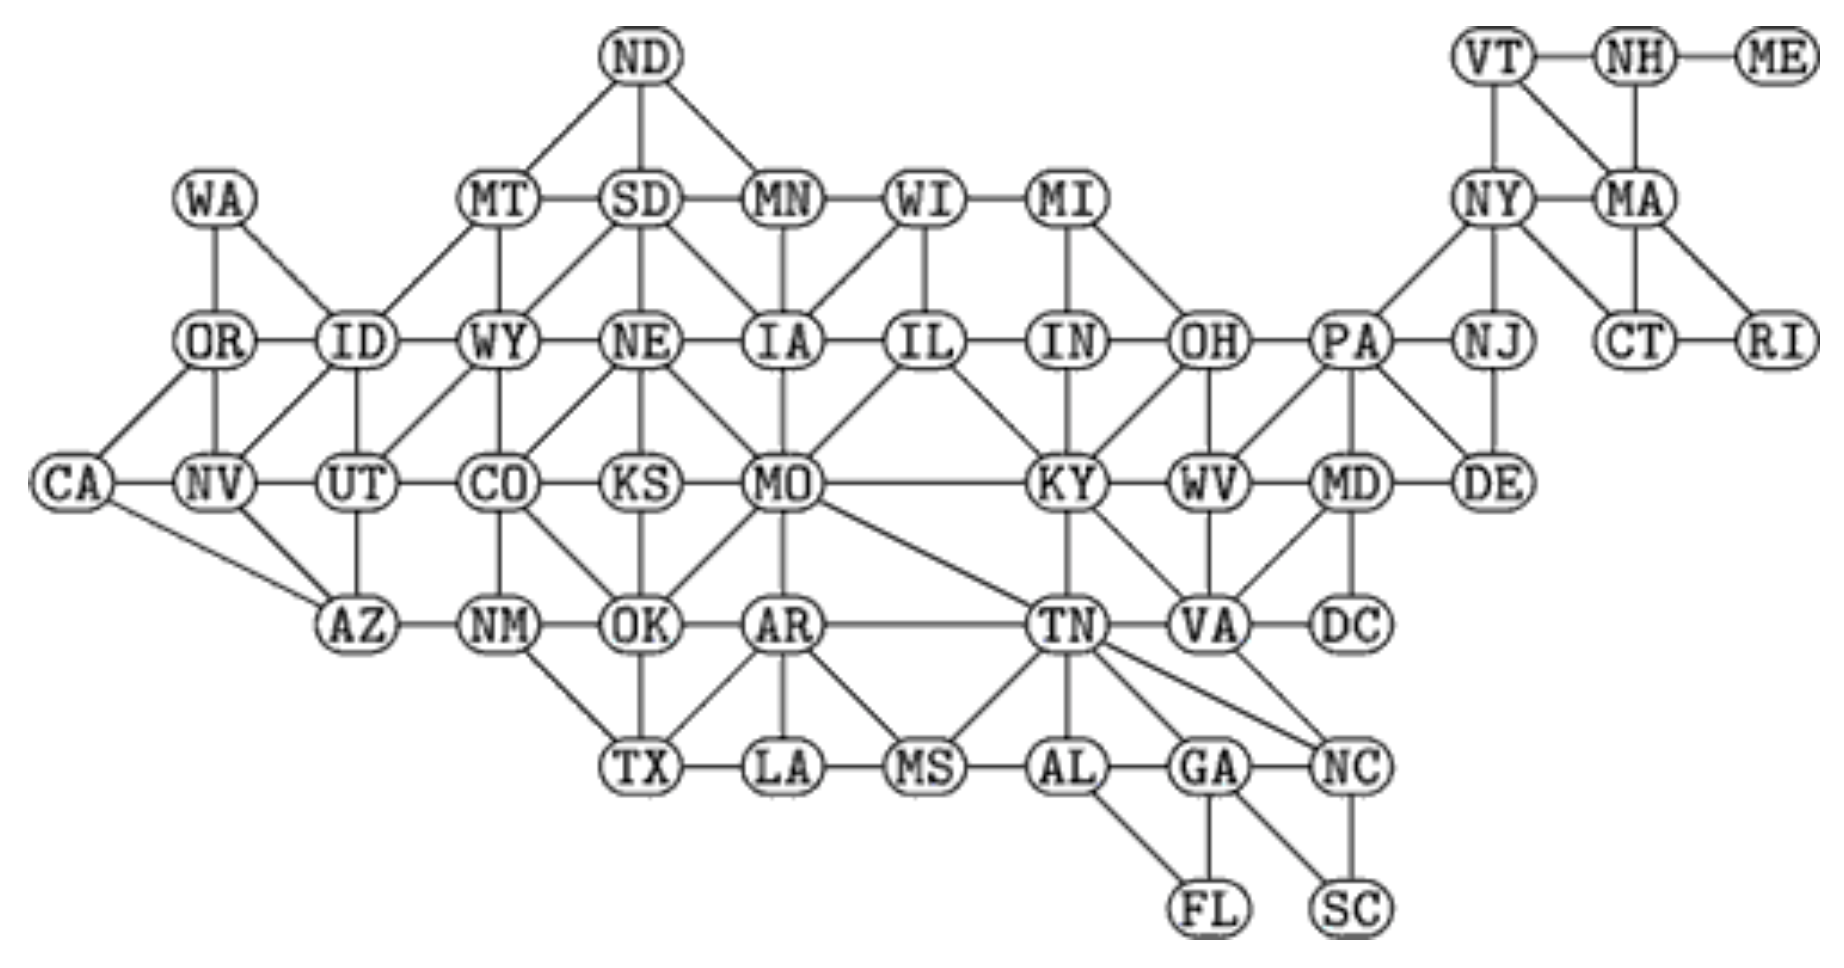 ND VT NH ME
WA MT SD MN WI MI NY MA
OR ID WY NE IA IL IN OH PA NJ CT RI
CA NV UT CO KS MO KY WV MD DE
AZ NM OK AR TN VA DC
TX LA MS AL GA NC
FL SC